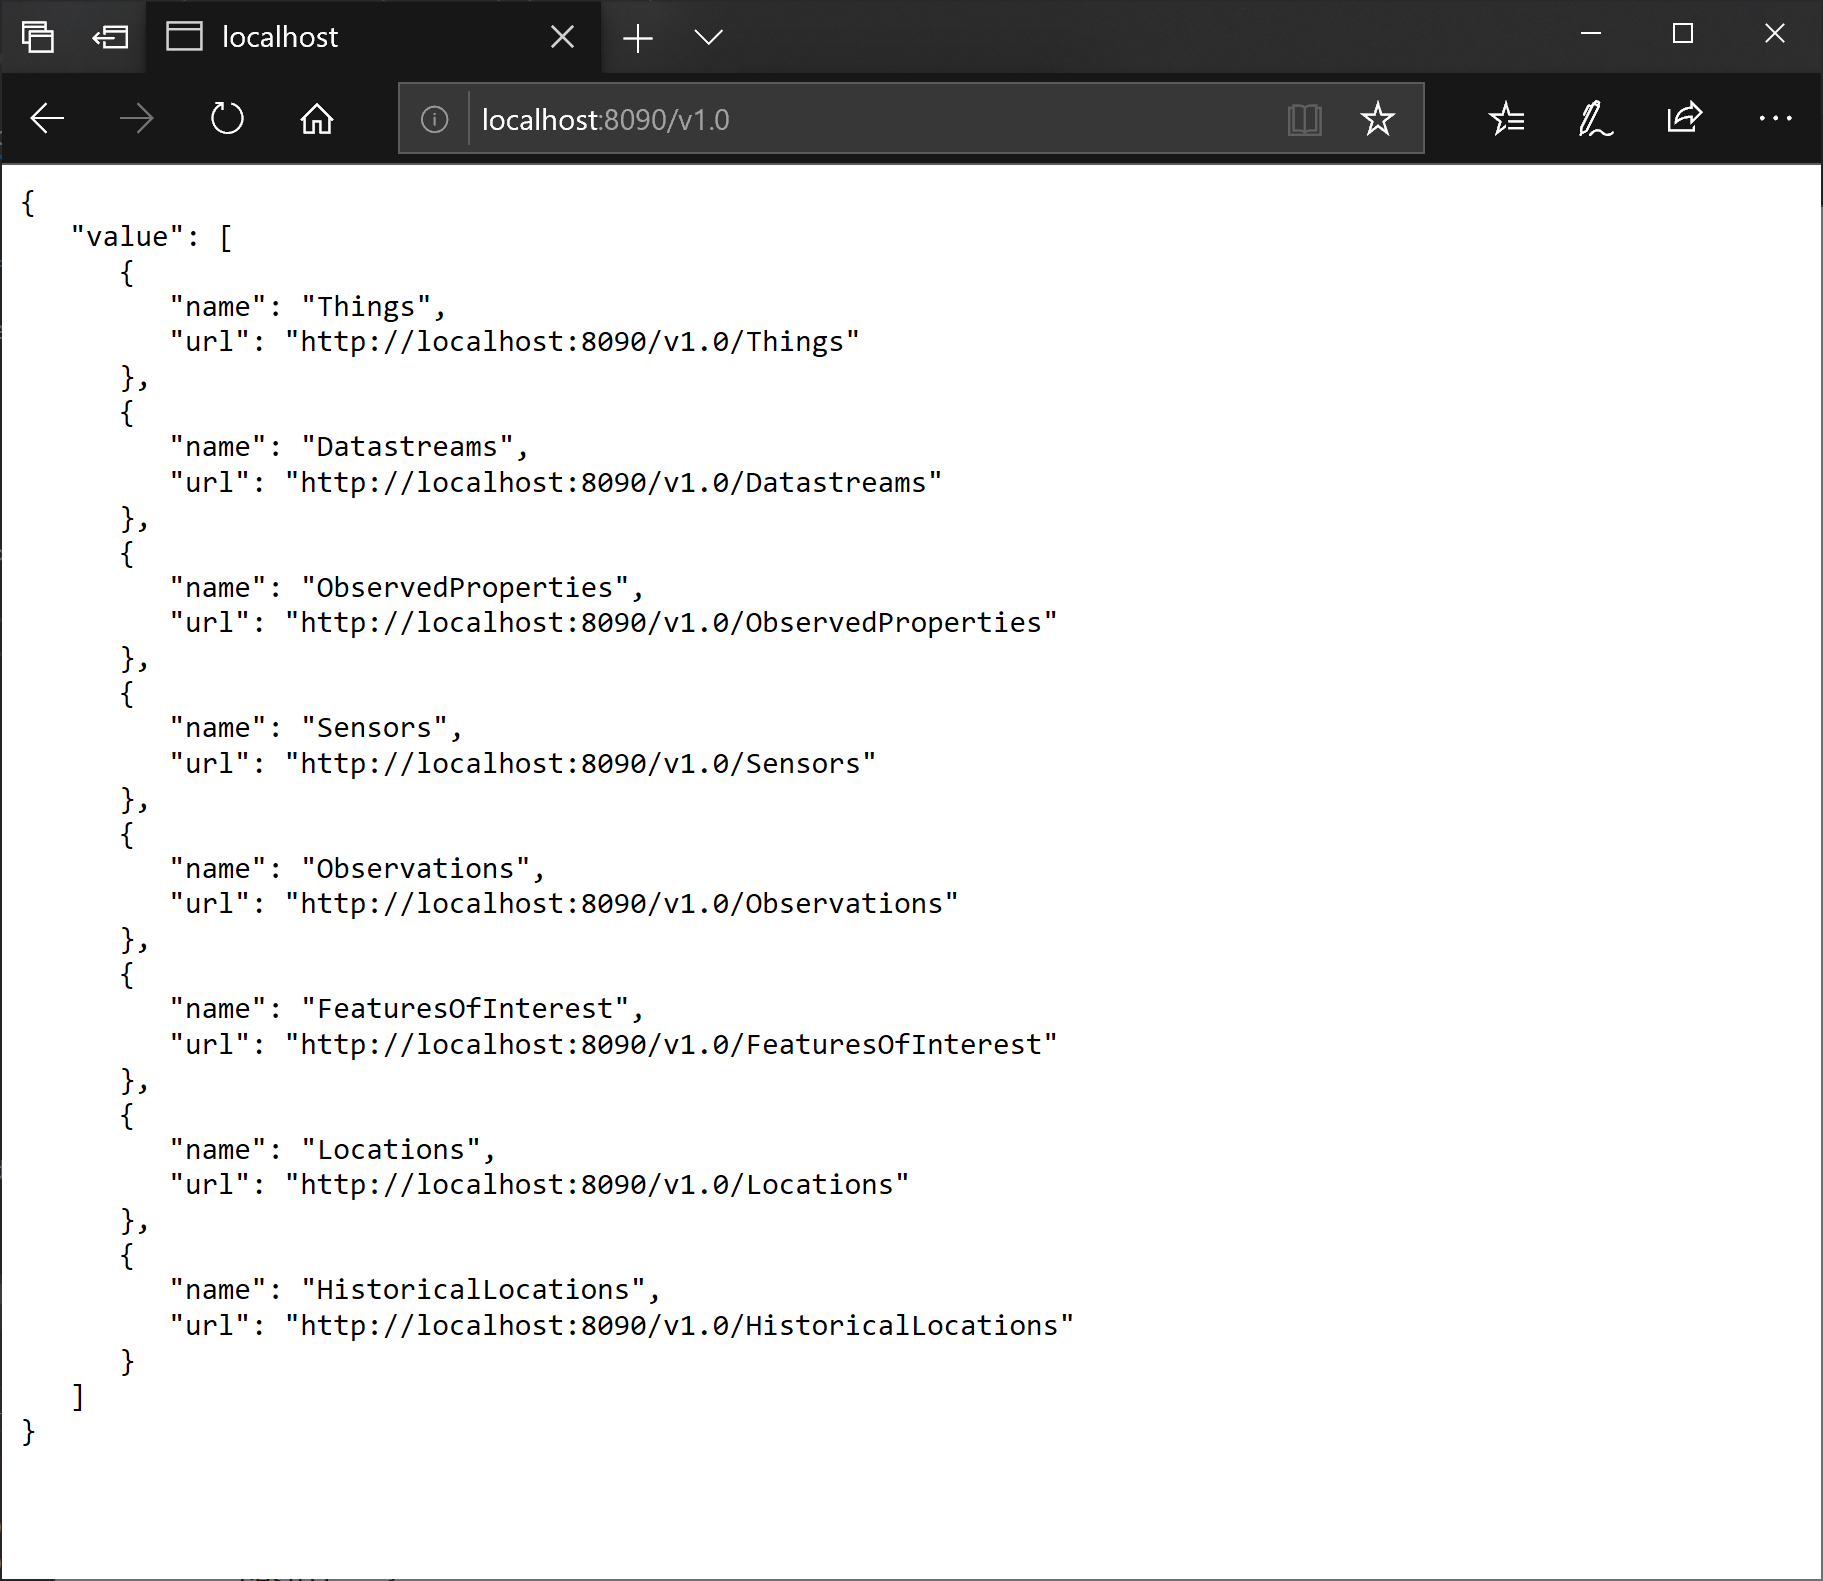 localhost
localhost:8090/v1.0
{
   "value": [
      {
         "name": "Things",
         "url": "http://localhost:8090/v1.0/Things"
      },
      {
         "name": "Datastreams",
         "url": "http://localhost:8090/v1.0/Datastreams"
      },
      {
         "name": "ObservedProperties",
         "url": "http://localhost:8090/v1.0/ObservedProperties"
      },
      {
         "name": "Sensors",
         "url": "http://localhost:8090/v1.0/Sensors"
      },
      {
         "name": "Observations",
         "url": "http://localhost:8090/v1.0/Observations"
      },
      {
         "name": "FeaturesOfInterest",
         "url": "http://localhost:8090/v1.0/FeaturesOfInterest"
      },
      {
         "name": "Locations",
         "url": "http://localhost:8090/v1.0/Locations"
      },
      {
         "name": "HistoricalLocations",
         "url": "http://localhost:8090/v1.0/HistoricalLocations"
      }
   ]
}